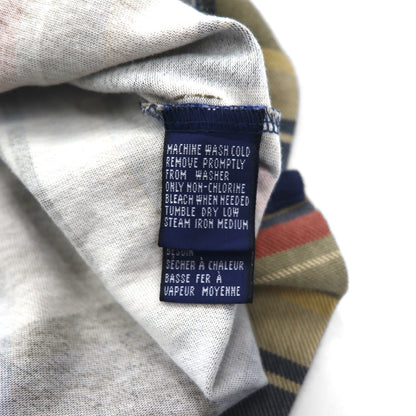 MACHINE WASH COLD
REMOVE PROMPTLY
FROM WASHER
ONLY NON-CHLORINE
BLEACH WHEN NEEDED
TUMBLE DRY LOW
STEAM IRON MEDIUM
BESOIN
SÉCHER À CHALEUR
BASSE FER À
VAPEUR MOYENNE